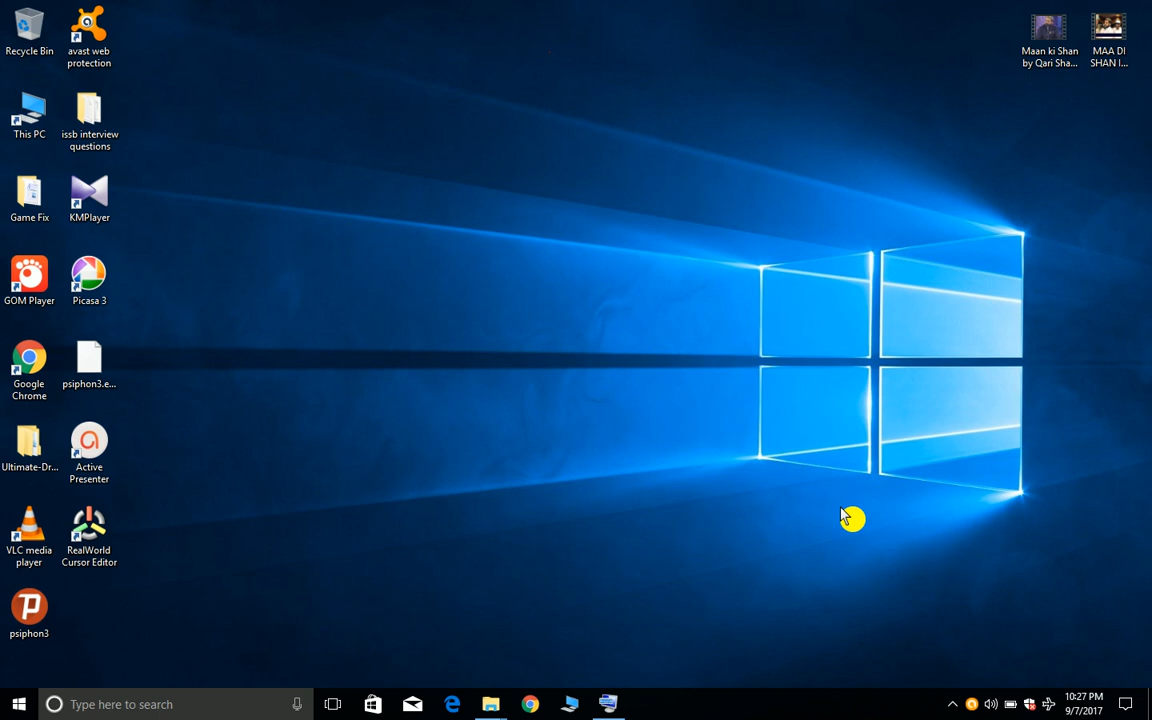 Recycle Bin
avast web
protection
Maan ki Shan
by Qari Sha...
MAA DI
SHAN I...
This PC
issb interview
questions
Game Fix
KMPlayer
GOM Player
Picasa 3
Google
Chrome
psiphon3.e...
Ultimate-Dr...
Active
Presenter
VLC media
player
RealWorld
Cursor Editor
psiphon3
Type here to search
10:27 PM
9/7/2017